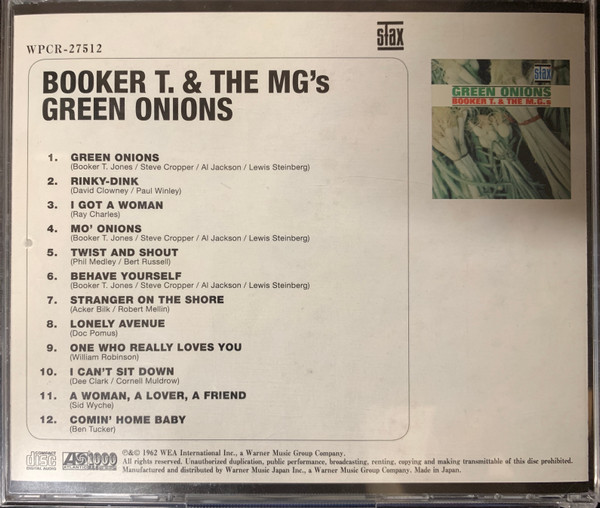 WPCR-27512
stax
BOOKER T. & THE MG's
GREEN ONIONS
stax
GREEN ONIONS
BOOKER T. & THE M.G.s
1. GREEN ONIONS
(Booker T. Jones / Steve Cropper / Al Jackson / Lewis Steinberg)
2. RINKY-DINK
(David Clowney / Paul Winley)
3. I GOT A WOMAN
(Ray Charles)
4. MO' ONIONS
(Booker T. Jones / Steve Cropper / Al Jackson / Lewis Steinberg)
5. TWIST AND SHOUT
(Phil Medley / Bert Russell)
6. BEHAVE YOURSELF
(Booker T. Jones / Steve Cropper / Al Jackson / Lewis Steinberg)
7. STRANGER ON THE SHORE
(Acker Bilk / Robert Mellin)
8. LONELY AVENUE
(Doc Pomus)
9. ONE WHO REALLY LOVES YOU
(William Robinson)
10. I CAN'T SIT DOWN
(Dee Clark / Cornell Muldrow)
11. A WOMAN, A LOVER, A FRIEND
(Sid Wyche)
12. COMIN' HOME BABY
(Ben Tucker)
COMPACT
disc
DIGITAL AUDIO
1000
℗&© 1962 WEA International Inc., a Warner Music Group Company.
All rights reserved. Unauthorized duplication, public performance, broadcasting, renting, copying and making transmittable of this disc prohibited.
Manufactured and distributed by Warner Music Japan Inc., a Warner Music Group Company. Made in Japan.